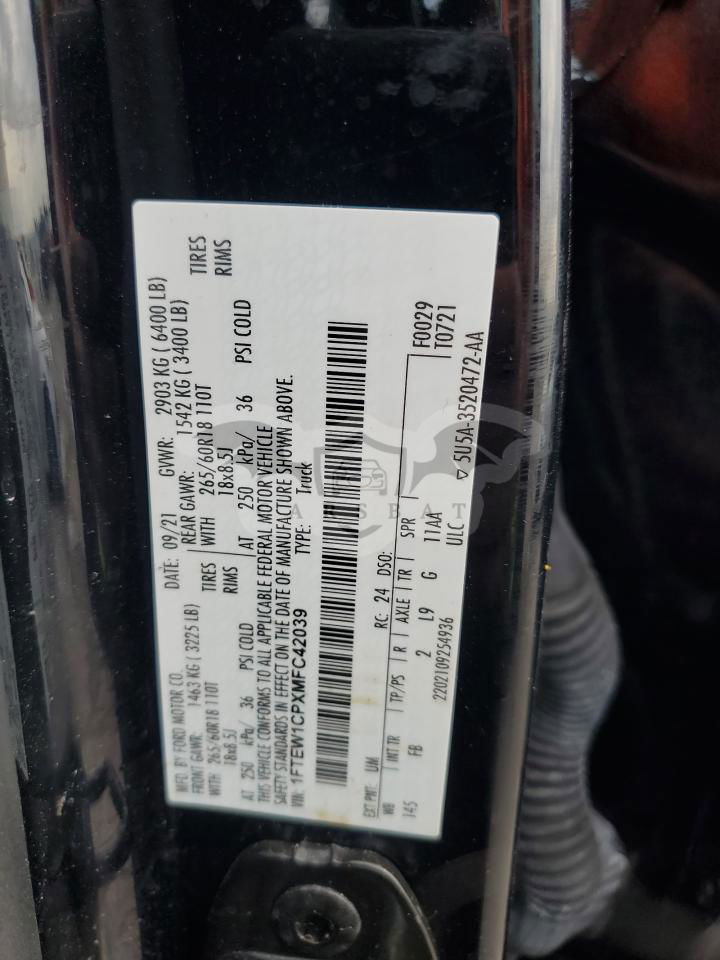 MFD. BY FORD MOTOR CO.
DATE: 09/21 GVWR: 2903 KG ( 6400 LB)
FRONT GAWR: 1463 KG ( 3225 LB) REAR GAWR: 1542 KG ( 3400 LB)
WITH 265/60R18 110T TIRES WITH 265/60R18 110T TIRES
18x8.5J RIMS 18x8.5J RIMS
AT 250 kPa/ 36 PSI COLD AT 250 kPa/ 36 PSI COLD
THIS VEHICLE CONFORMS TO ALL APPLICABLE FEDERAL MOTOR VEHICLE
SAFETY STANDARDS IN EFFECT ON THE DATE OF MANUFACTURE SHOWN ABOVE.
VIN: 1FTEW1CPXMFC42039 TYPE: Truck
F0029
T0721
EXT PNT: UM RC: 24 DSO:
WB INT TR TP/PS R AXLE TR SPR
145 FB 2 L9 G 11AA
2202109254936 ULC
5U5A-3520472-AA
CARSEAT